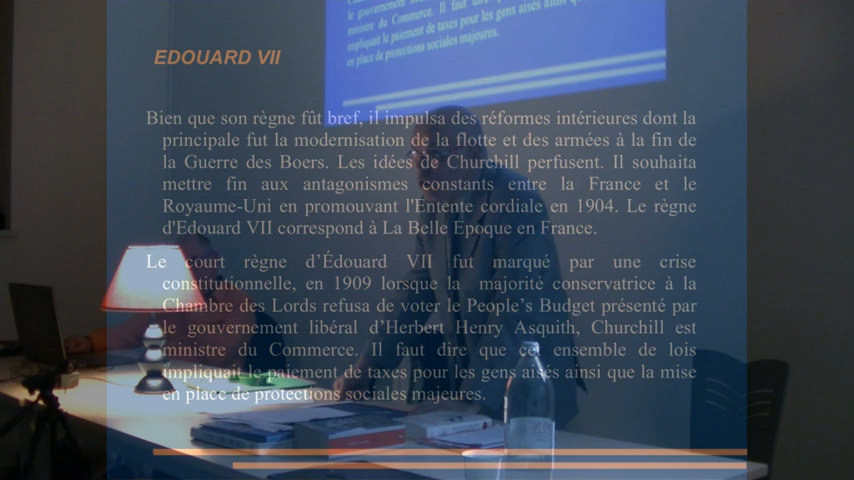 le gouvernement
ministre du Commerce. Il faut dire que
impliquant le paiement de taxes pour les gens aisés ainsi que
en place de protections sociales majeures.
EDOUARD VII
Bien que son règne fût bref, il impulsa des réformes intérieures dont la
principale fut la modernisation de la flotte et des armées à la fin de
la Guerre des Boers. Les idées de Churchill perfusent. Il souhaita
mettre fin aux antagonismes constants entre la France et le
Royaume-Uni en promouvant l'Entente cordiale en 1904. Le règne
d'Edouard VII correspond à La Belle Epoque en France.
Le court règne d'Édouard VII fut marqué par une crise
constitutionnelle, en 1909 lorsque la majorité conservatrice à la
Chambre des Lords refusa de voter le People's Budget présenté par
le gouvernement libéral d'Herbert Henry Asquith, Churchill est
ministre du Commerce. Il faut dire que cet ensemble de lois
impliquait le paiement de taxes pour les gens aisés ainsi que la mise
en place de protections sociales majeures.